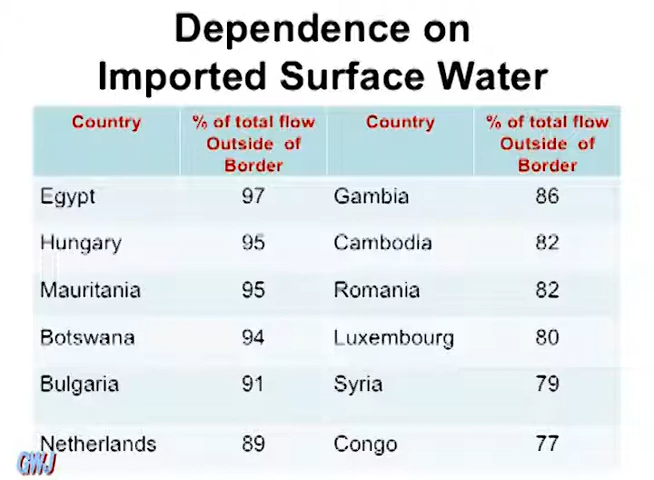 Dependence on
Imported Surface Water
Country % of total flow Outside of Border Country % of total flow Outside of Border
Egypt 97 Gambia 86
Hungary 95 Cambodia 82
Mauritania 95 Romania 82
Botswana 94 Luxembourg 80
Bulgaria 91 Syria 79
Netherlands 89 Congo 77
GWJ